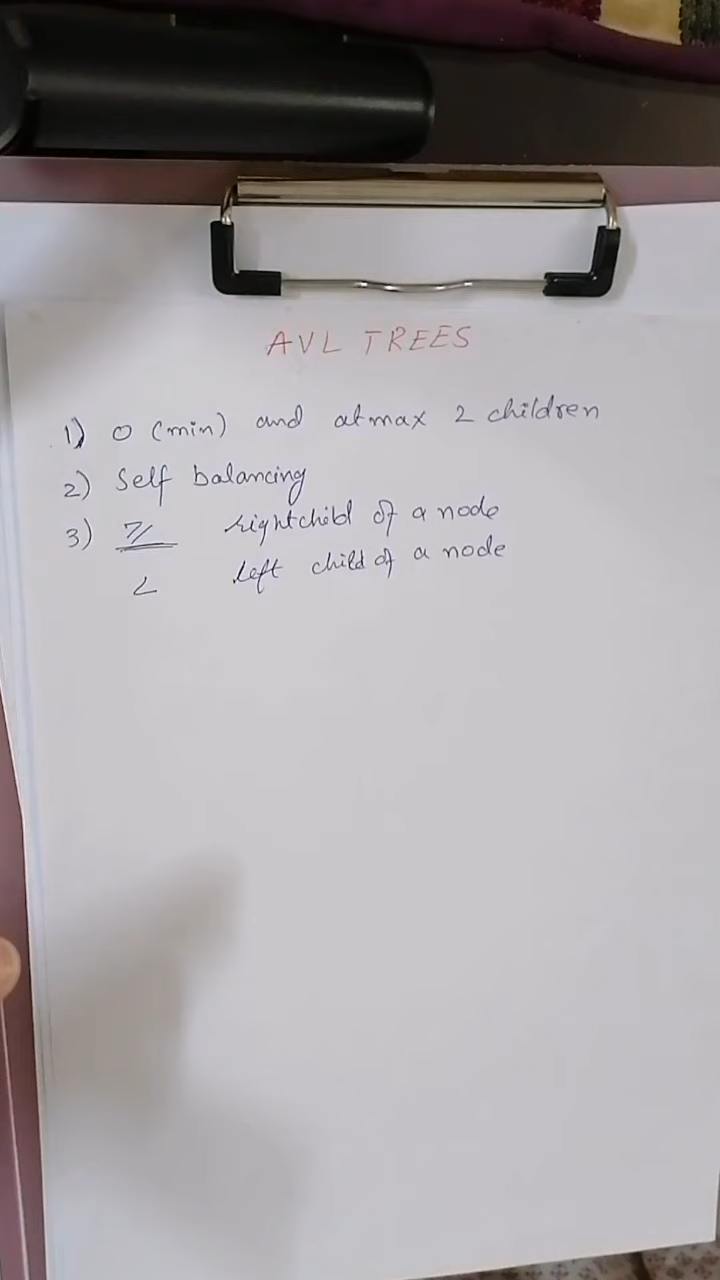 AVL TREES
1) 0 (min) and atmax 2 children
2) Self balancing
3) >/ rightchild of a node
< left child of a node